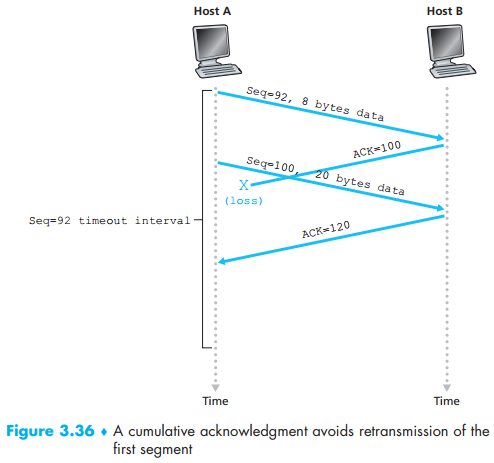 Host A
Host B
Seq=92, 8 bytes data
ACK=100
Seq=100, 20 bytes data
X
(loss)
Seq=92 timeout interval
ACK=120
Time
Time
Figure 3.36 ♦ A cumulative acknowledgment avoids retransmission of the
first segment